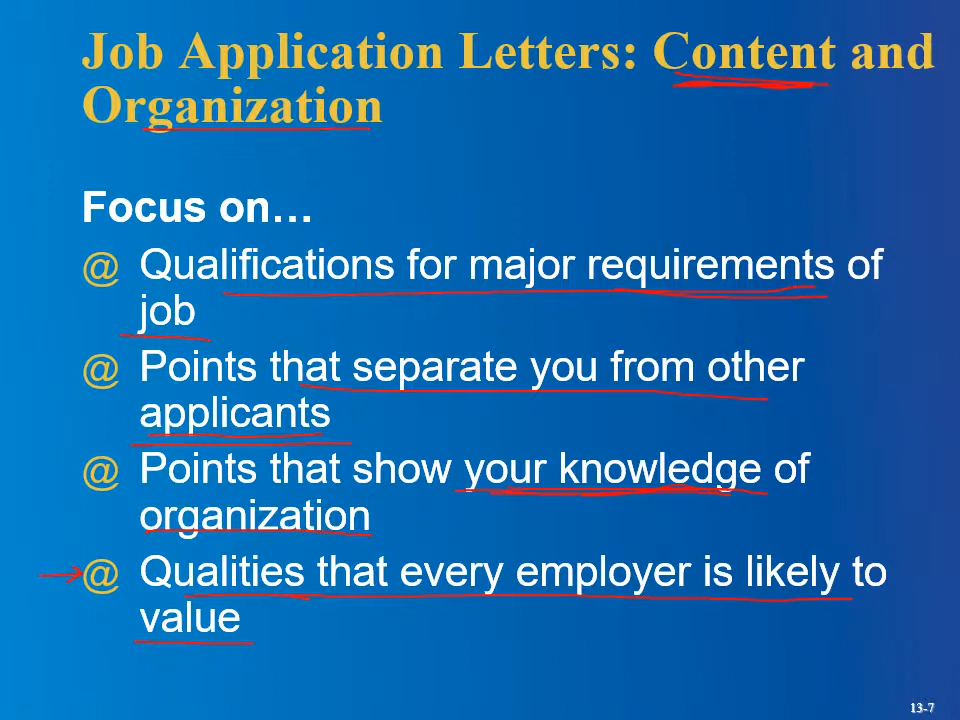 Job Application Letters: Content and
Organization
Focus on…
@ Qualifications for major requirements of
job
@ Points that separate you from other
applicants
@ Points that show your knowledge of
organization
@ Qualities that every employer is likely to
value
13-7